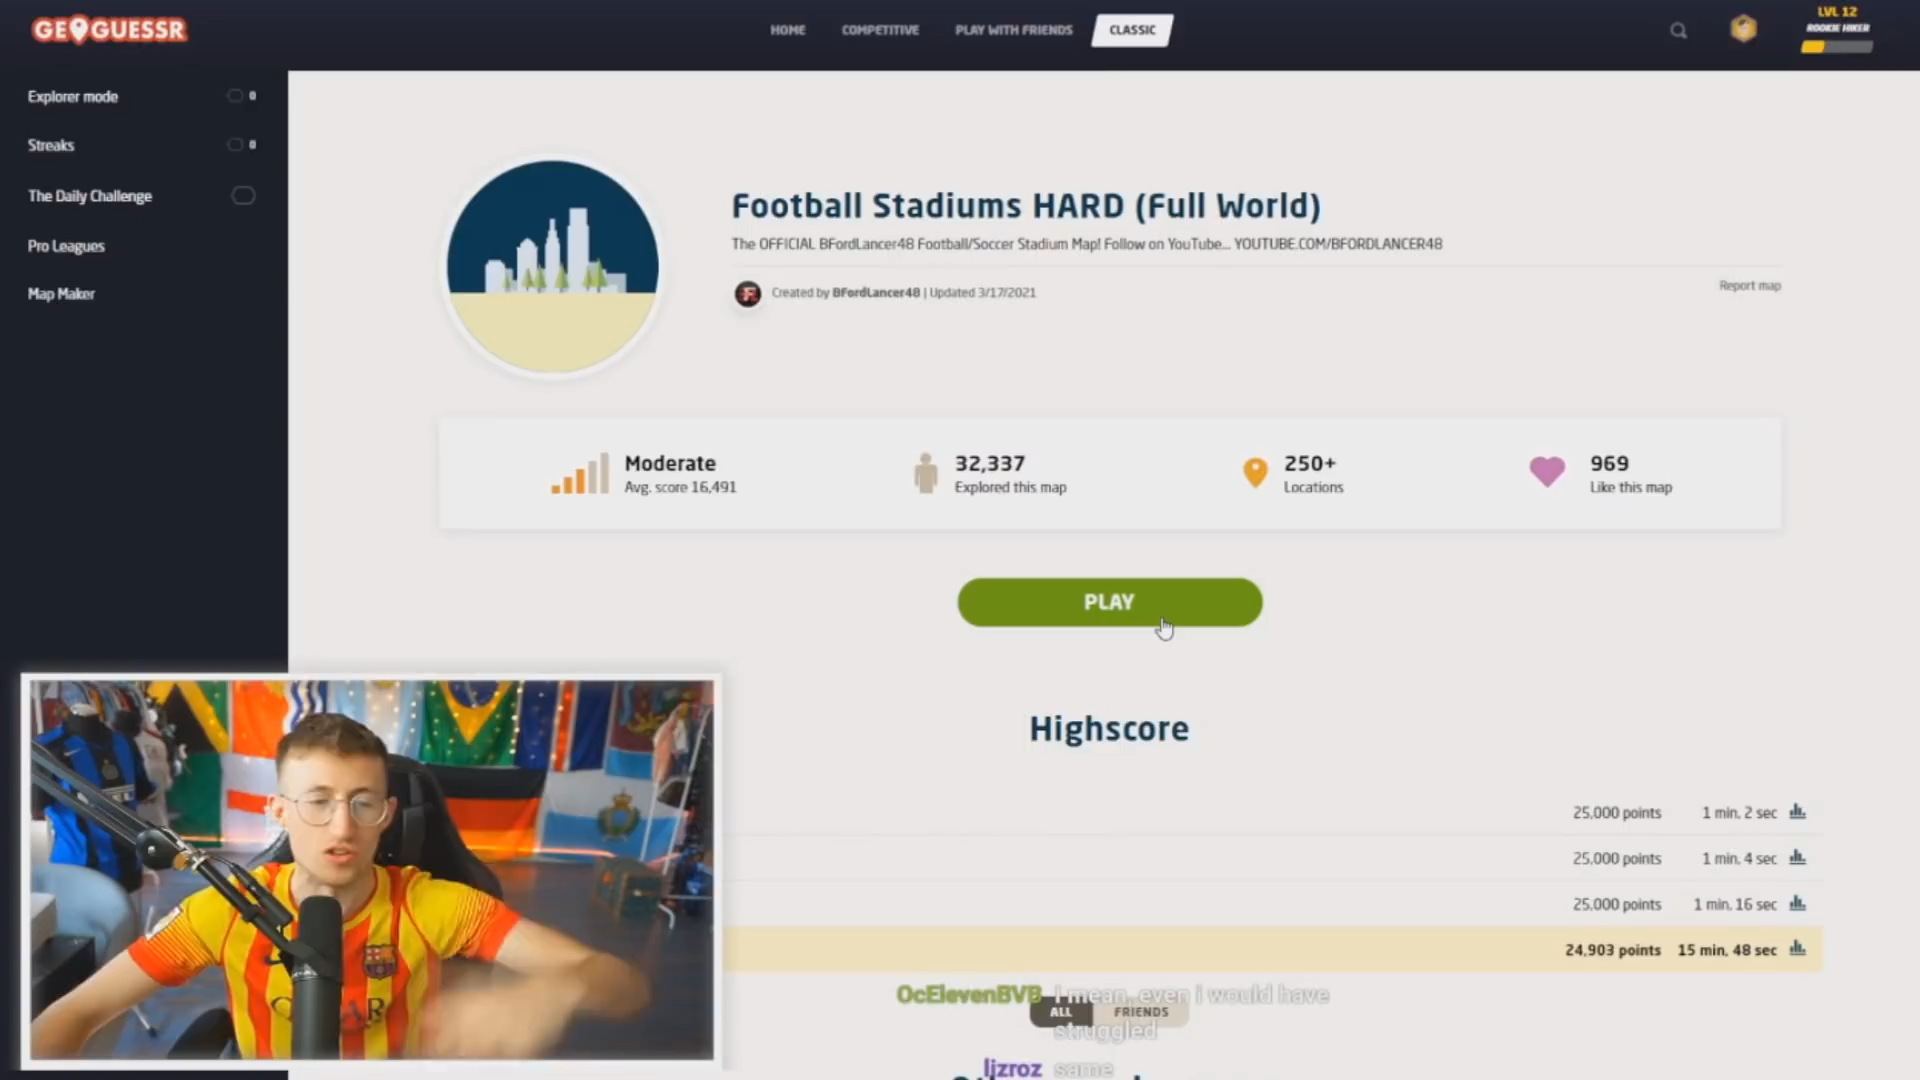 GEOGUESSR
HOME
COMPETITIVE
PLAY WITH FRIENDS
CLASSIC
LVL 12
ROOKIE HIKER
Explorer mode 0
Streaks 0
The Daily Challenge
Pro Leagues
Map Maker
Football Stadiums HARD (Full World)
The OFFICIAL BFordLancer48 Football/Soccer Stadium Map! Follow on YouTube... YOUTUBE.COM/BFORDLANCER48
Created by BFordLancer48 | Updated 3/17/2021
Report map
Moderate
Avg. score 16,491
32,337
Explored this map
250+
Locations
969
Like this map
PLAY
Highscore
25,000 points 1 min, 2 sec
25,000 points 1 min, 4 sec
25,000 points 1 min, 16 sec
24,903 points 15 min, 48 sec
OcElevenBVB I mean, even i would have
ALL FRIENDS
struggled
ljzroz same